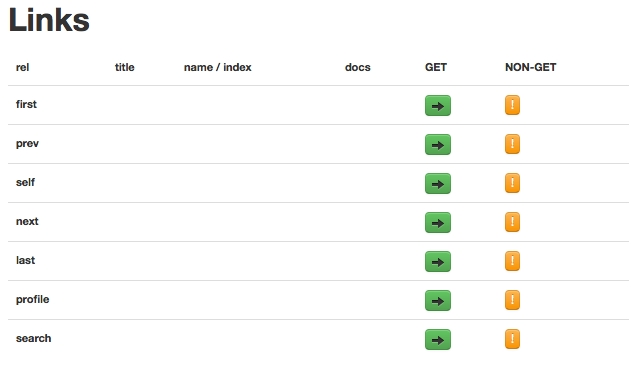 Links
rel title name / index docs GET NON-GET
first !
prev !
self !
next !
last !
profile !
search !